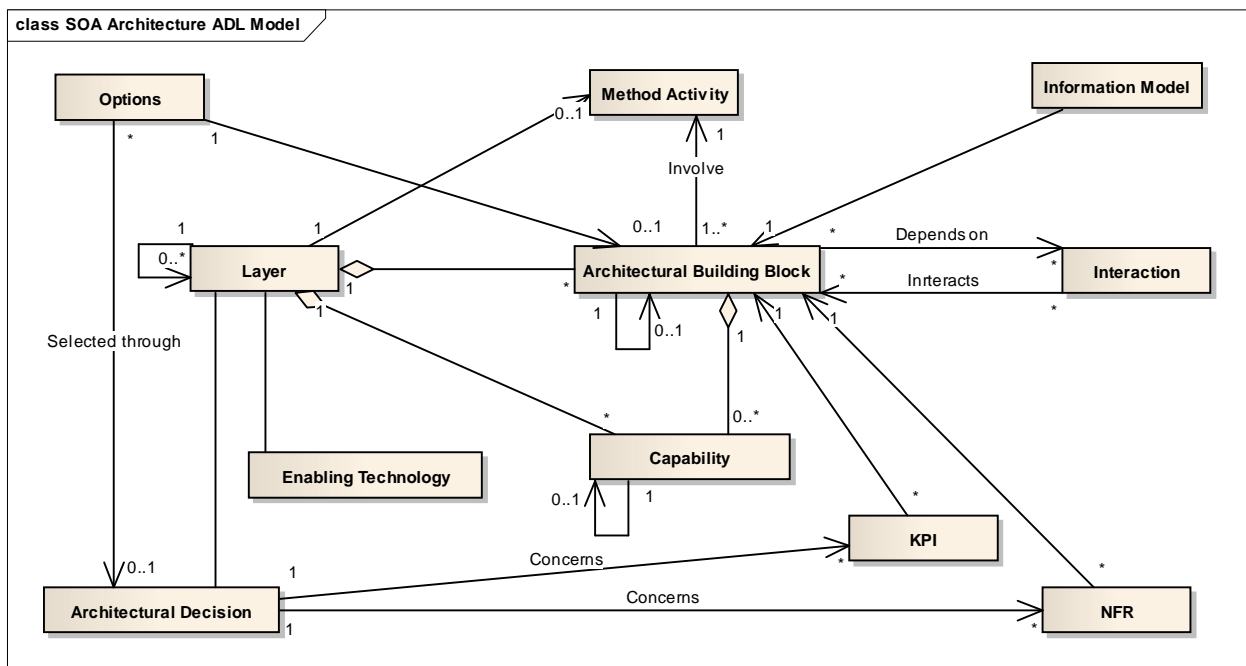 class SOA Architecture ADL Model
Options
Method Activity
Information Model
*
1
0..1
1
Involve
1
1
0..1
1..*
1
*
Depends on
*
0..*
Layer
1
*
Architectural Building Block
*
Inrteracts
*
Interaction
1
1
0..1
1
1
1
Selected through
*
0..*
Enabling Technology
Capability
0..1
1
*
KPI
0..1
1
Concerns
*
*
Architectural Decision
1
Concerns
*
NFR